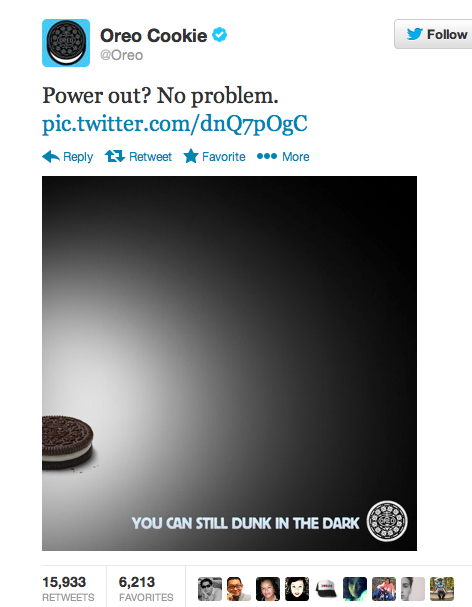 Oreo Cookie
@Oreo
Follow
Power out? No problem.
pic.twitter.com/dnQ7pOgC
Reply Retweet Favorite More
YOU CAN STILL DUNK IN THE DARK
15,933 6,213
RETWEETS FAVORITES